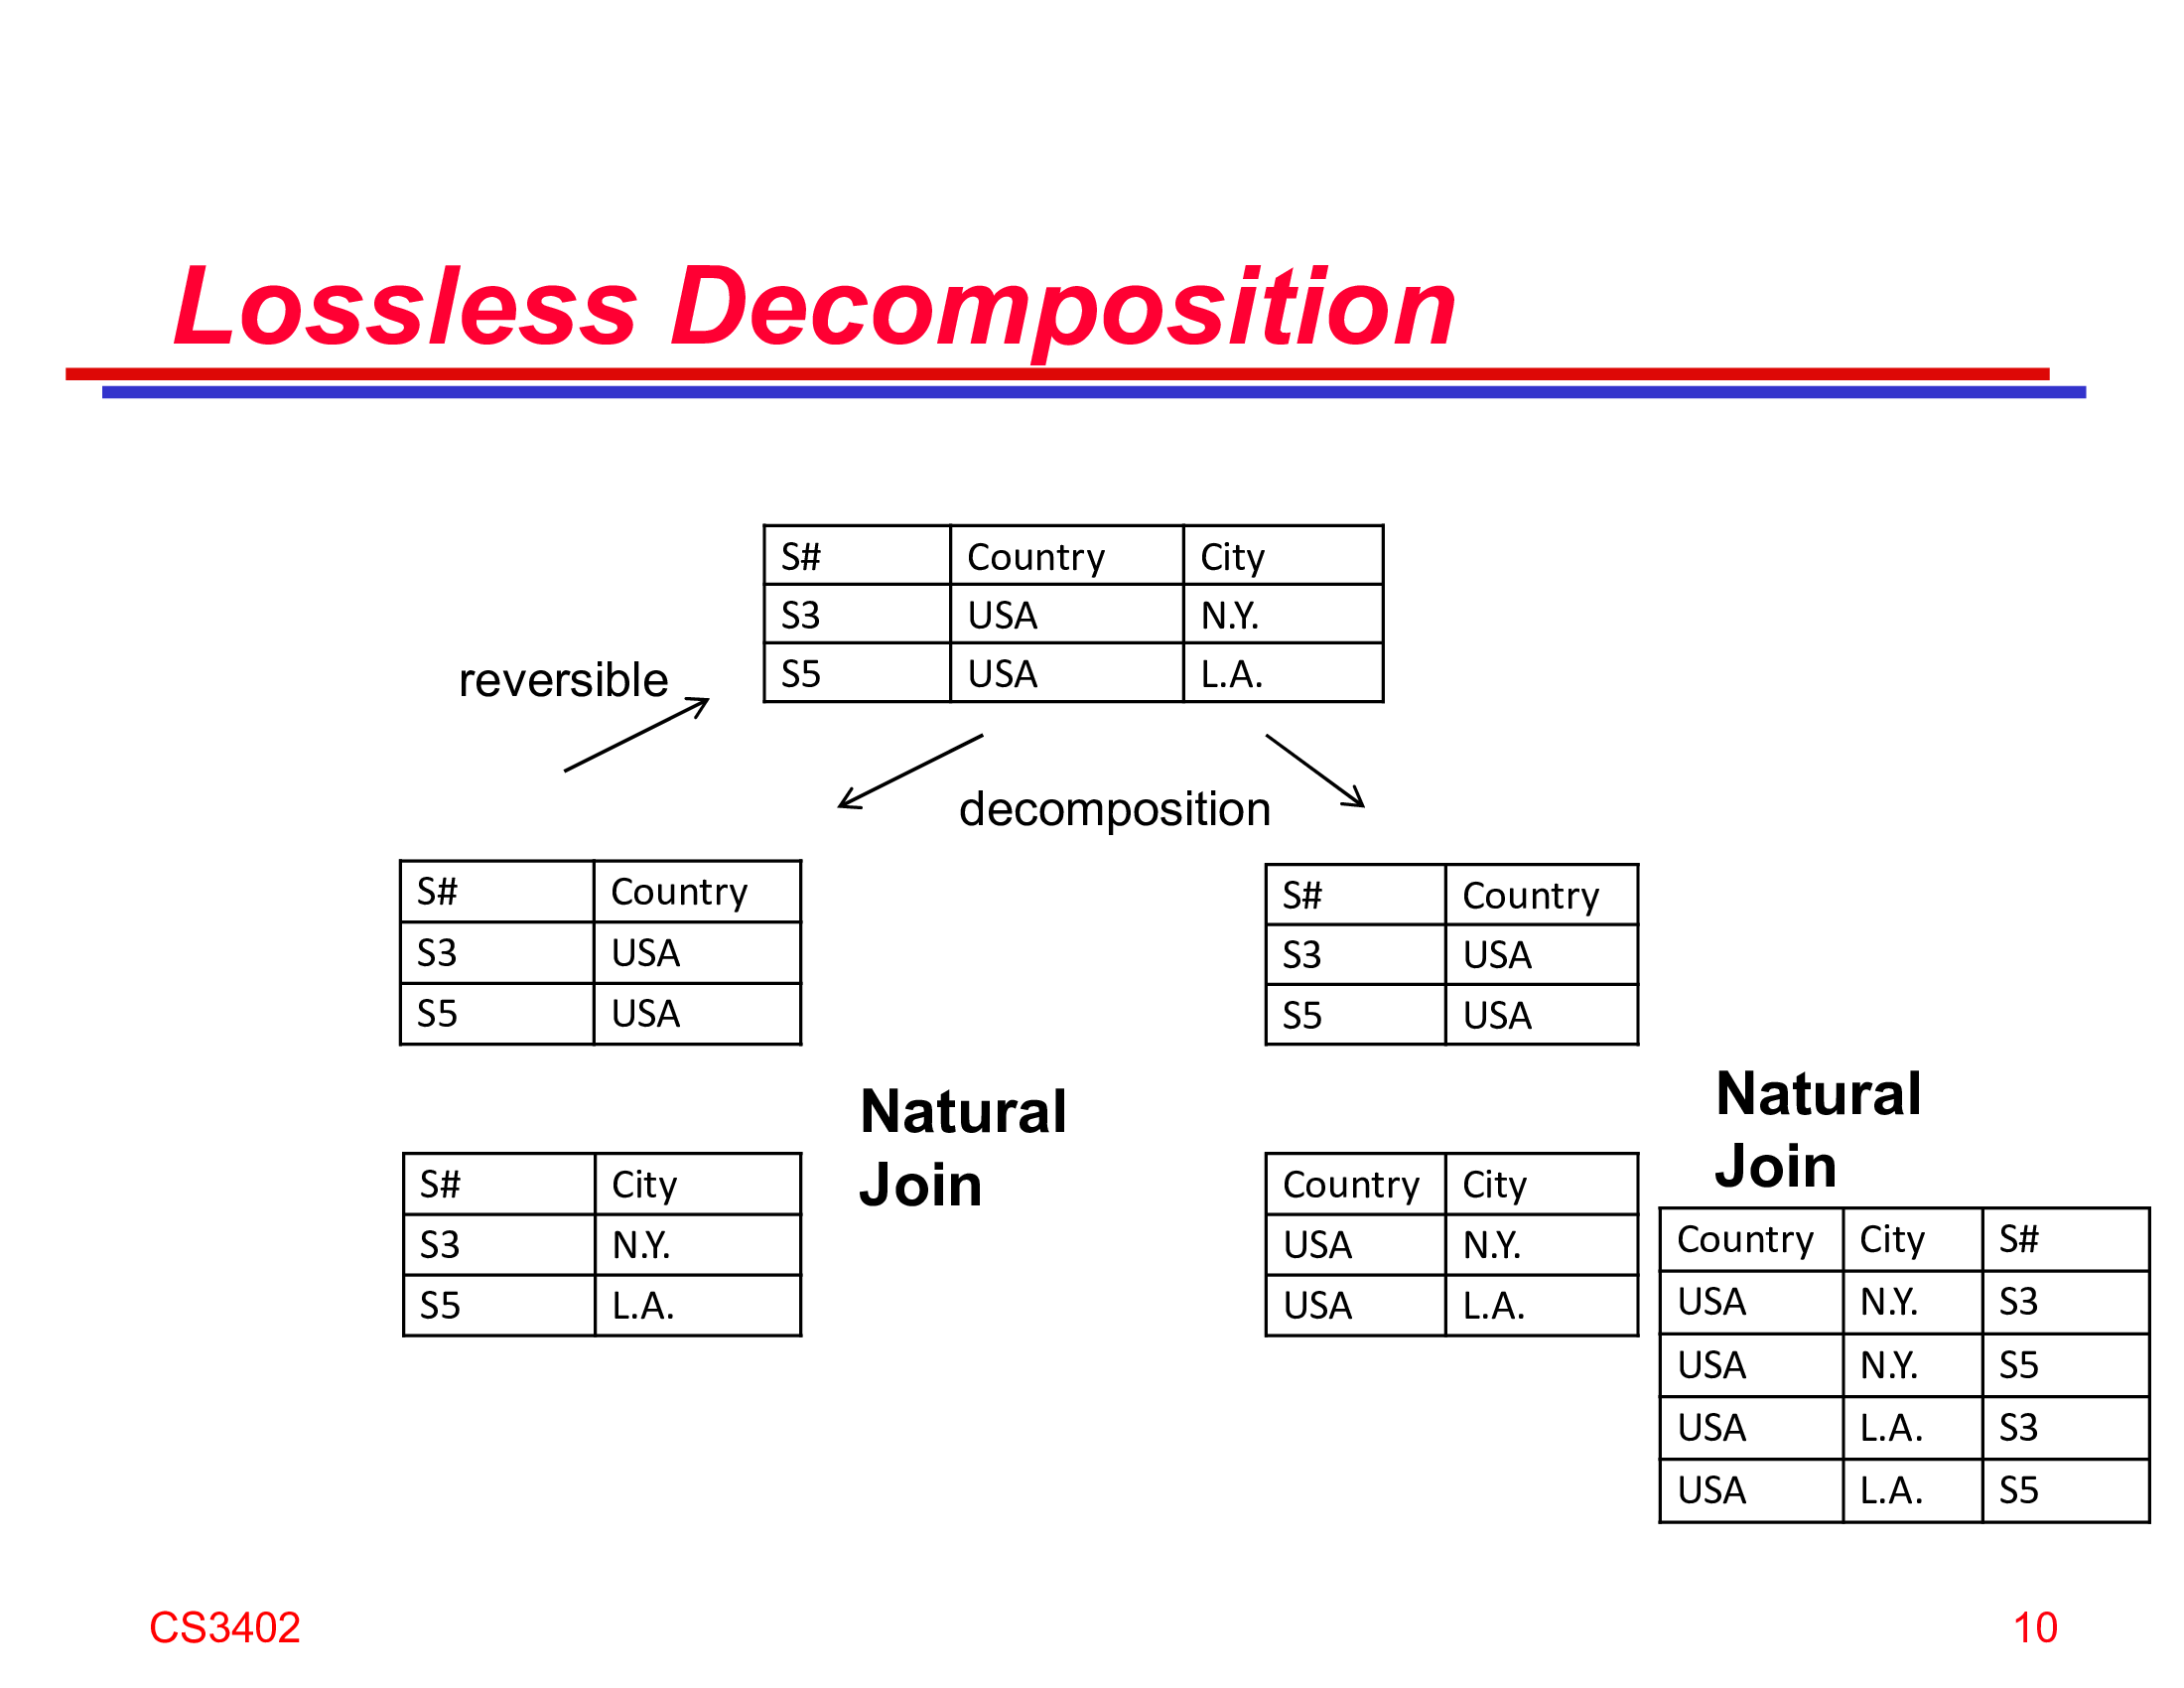 Lossless Decomposition
S# Country City
S3 USA N.Y.
S5 USA L.A.
reversible
decomposition
S# Country
S3 USA
S5 USA
Natural
Join
S# City
S3 N.Y.
S5 L.A.
S# Country
S3 USA
S5 USA
Natural
Join
Country City
USA N.Y.
USA L.A.
Country City S#
USA N.Y. S3
USA N.Y. S5
USA L.A. S3
USA L.A. S5
CS3402
10